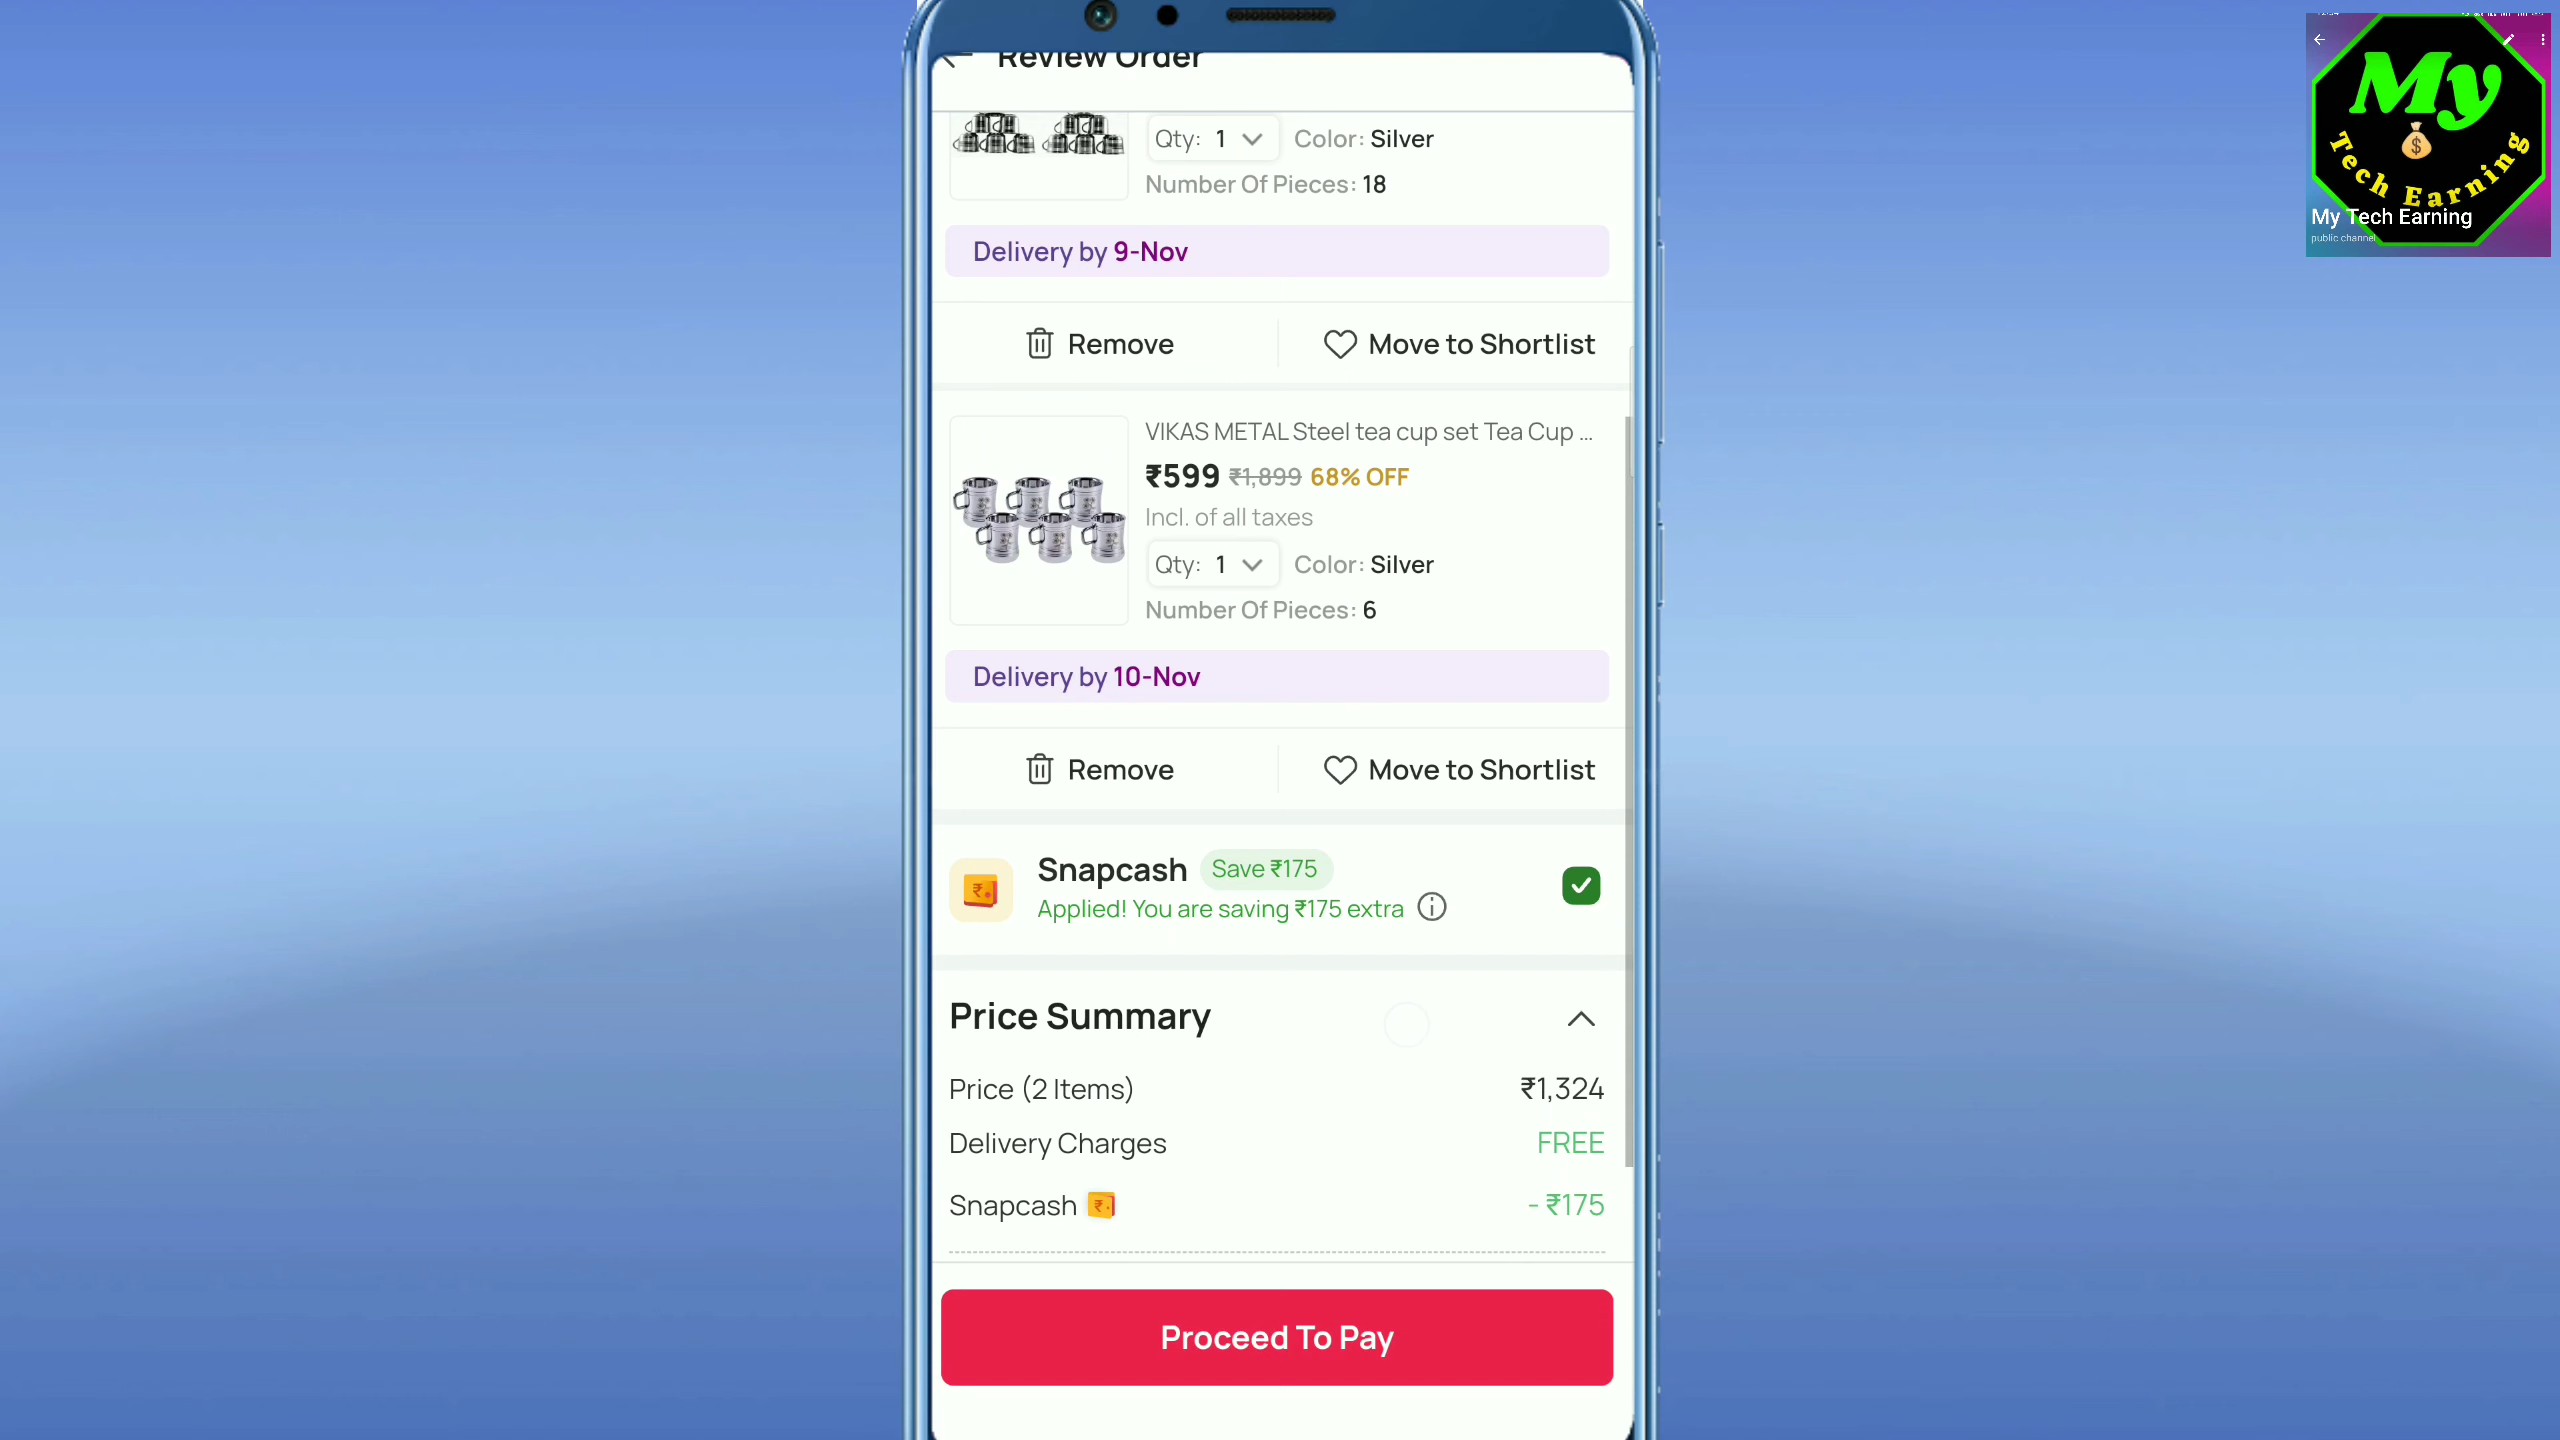 Review Order
Qty: 1 Color: Silver
Number Of Pieces: 18
Delivery by 9-Nov
Remove
Move to Shortlist
VIKAS METAL Steel tea cup set Tea Cup ...
₹599 ₹1,899 68% OFF
Incl. of all taxes
Qty: 1 Color: Silver
Number Of Pieces: 6
Delivery by 10-Nov
Remove
Move to Shortlist
Snapcash Save ₹175
Applied! You are saving ₹175 extra
Price Summary
Price (2 Items) ₹1,324
Delivery Charges FREE
Snapcash - ₹175
Proceed To Pay
My
Tech Earning
My Tech Earning
public channel